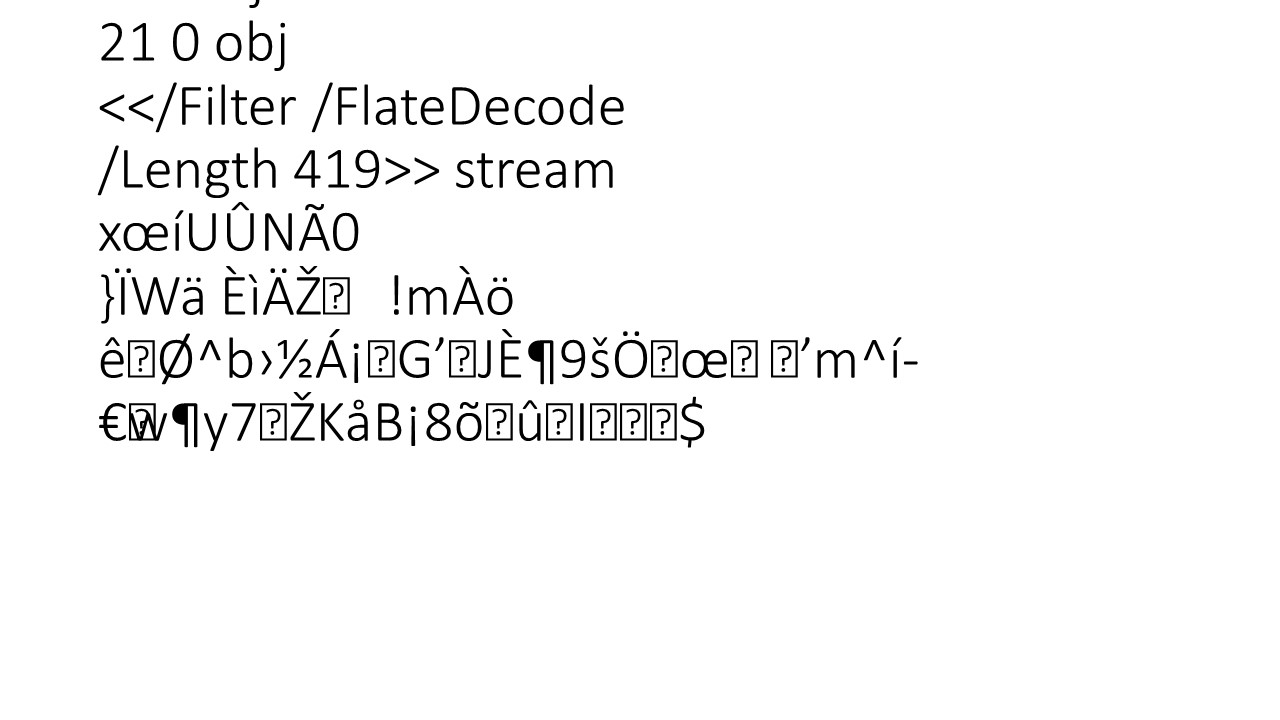 21 0 obj
<</Filter /FlateDecode
/Length 419>> stream
xœíUÛNÃ0
}ÏWä ÈìÄŽ !mÀö
ê Ø^b›½Á¡ G’ JÈ¶9šÖ œ ’m^í-
€w¶y7 ŽKåB¡8õ û l $